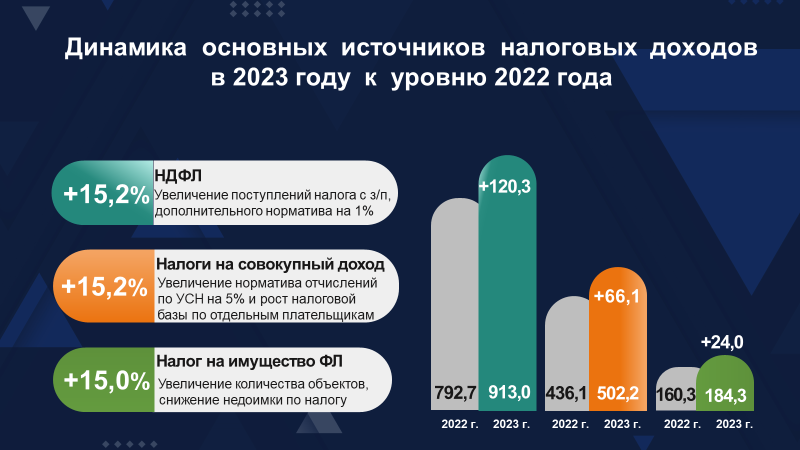 Динамика основных источников налоговых доходов
в 2023 году к уровню 2022 года
+15,2%
НДФЛ
Увеличение поступлений налога с з/п,
дополнительного норматива на 1%
+15,2%
Налоги на совокупный доход
Увеличение норматива отчислений
по УСН на 5% и рост налоговой
базы по отдельным плательщикам
+15,0%
Налог на имущество ФЛ
Увеличение количества объектов,
снижение недоимки по налогу
+120,3
+66,1
+24,0
792,7 913,0 436,1 502,2 160,3 184,3
2022 г. 2023 г. 2022 г. 2023 г. 2022 г. 2023 г.